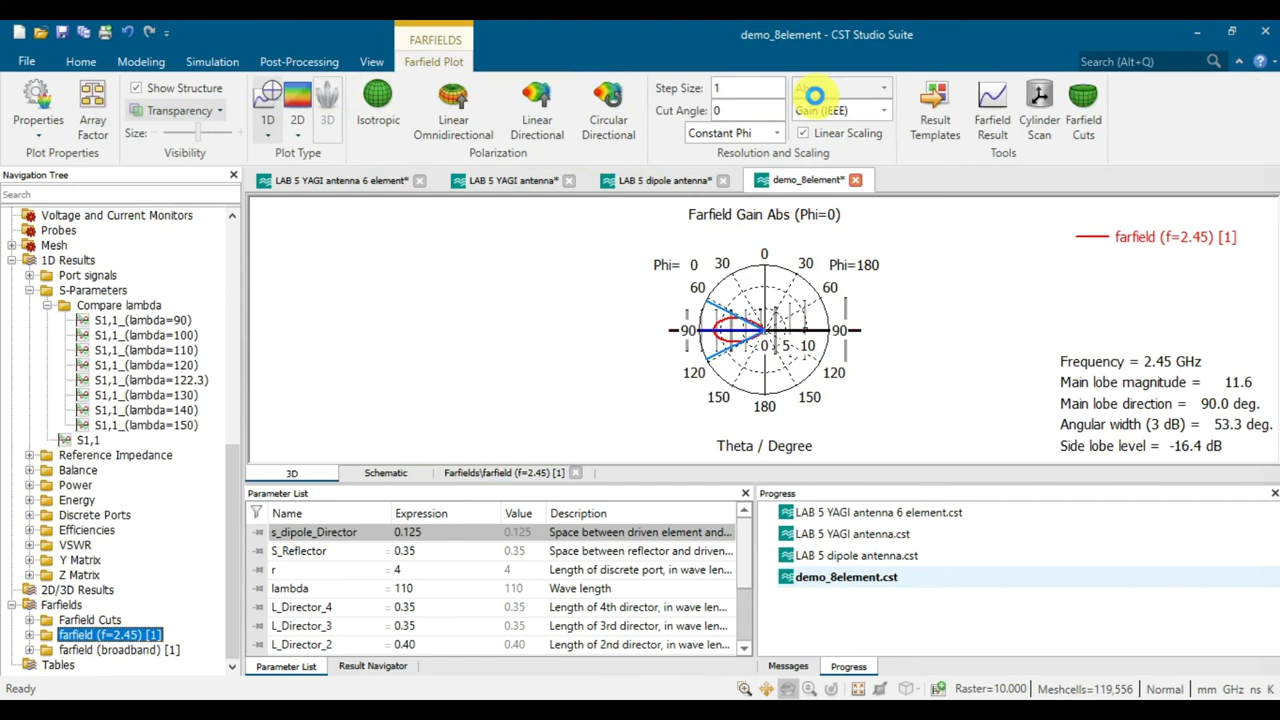 demo_8element - CST Studio Suite
FARFIELDS
File Home Modeling Simulation Post-Processing View Farfield Plot
Search (Alt+Q)
Show Structure
Transparency
Size:
Properties
Array Factor
1D
2D
3D
Isotropic
Linear Omnidirectional
Linear Directional
Circular Directional
Step Size: 1
Cut Angle: 0
Gain (IEEE)
Constant Phi
Linear Scaling
Result Templates
Farfield Result
Cylinder Scan
Farfield Cuts
Plot Properties
Visibility
Plot Type
Polarization
Resolution and Scaling
Tools
Navigation Tree
Search
Voltage and Current Monitors
Probes
Mesh
1D Results
Port signals
S-Parameters
Compare lambda
S1,1_(lambda=90)
S1,1_(lambda=100)
S1,1_(lambda=110)
S1,1_(lambda=120)
S1,1_(lambda=122.3)
S1,1_(lambda=130)
S1,1_(lambda=140)
S1,1_(lambda=150)
S1,1
Reference Impedance
Balance
Power
Energy
Discrete Ports
Efficiencies
VSWR
Y Matrix
Z Matrix
2D/3D Results
Farfields
Farfield Cuts
farfield (f=2.45) [1]
farfield (broadband) [1]
Tables
LAB 5 YAGI antenna 6 element*
LAB 5 YAGI antenna*
LAB 5 dipole antenna*
demo_8element*
Farfield Gain Abs (Phi=0)
farfield (f=2.45) [1]
0
Phi= 0 30 30 Phi=180
60 60
90 90
0 5 10
120 120
150 150
180
Theta / Degree
Frequency = 2.45 GHz
Main lobe magnitude = 11.6
Main lobe direction = 90.0 deg.
Angular width (3 dB) = 53.3 deg.
Side lobe level = -16.4 dB
3D
Schematic
Farfields\farfield (f=2.45) [1]
Parameter List
Name Expression Value Description
s_dipole_Director 0.125 0.125 Space between driven element and...
S_Reflector = 0.35 0.35 Space between reflector and driven...
r = 4 4 Length of discrete port, in wave len...
lambda = 110 110 Wave length
L_Director_4 = 0.35 0.35 Length of 4th director, in wave len...
L_Director_3 = 0.35 0.35 Length of 3rd director, in wave len...
L_Director_2 = 0.40 0.40 Length of 2nd director, in wave len...
Parameter List
Result Navigator
Progress
LAB 5 YAGI antenna 6 element.cst
LAB 5 YAGI antenna.cst
LAB 5 dipole antenna.cst
demo_8element.cst
Messages
Progress
Ready
Raster=10.000 Meshcells=119,556 Normal mm GHz ns K